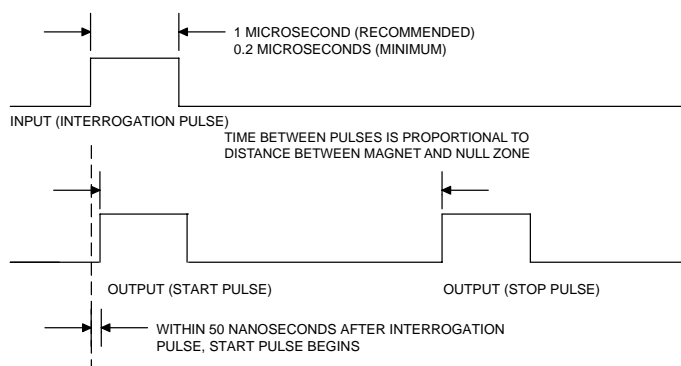 1 MICROSECOND (RECOMMENDED)
0.2 MICROSECONDS (MINIMUM)
INPUT (INTERROGATION PULSE)
TIME BETWEEN PULSES IS PROPORTIONAL TO
DISTANCE BETWEEN MAGNET AND NULL ZONE
OUTPUT (START PULSE)
OUTPUT (STOP PULSE)
WITHIN 50 NANOSECONDS AFTER INTERROGATION
PULSE, START PULSE BEGINS